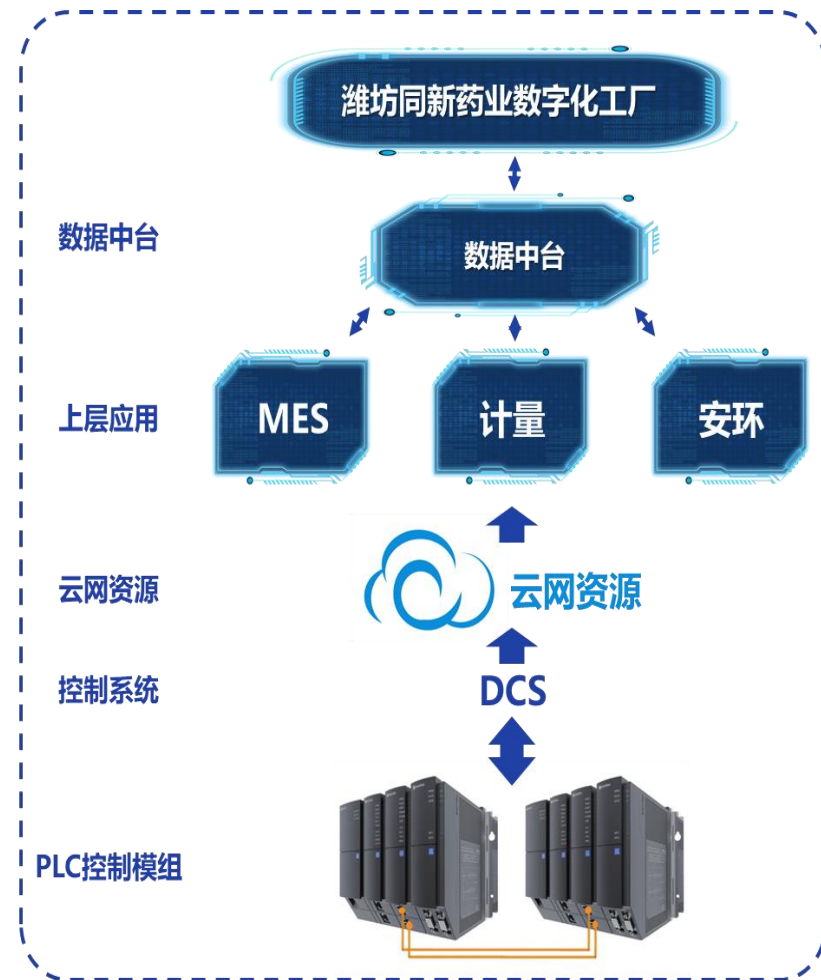 潍坊同新药业数字化工厂
数据中台
数据中台
上层应用
MES
计量
安环
云网资源
云网资源
控制系统
DCS
PLC控制模组